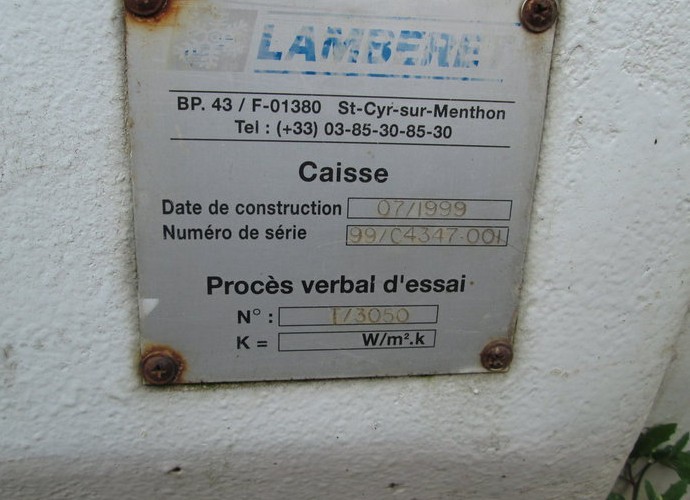 LAMBERET
BP. 43 / F-01380 St-Cyr-sur-Menthon
Tel : (+33) 03-85-30-85-30
Caisse
Date de construction 07/1999
Numéro de série 99/C4347-001
Procès verbal d'essai
N° : T/3050
K = W/m².k